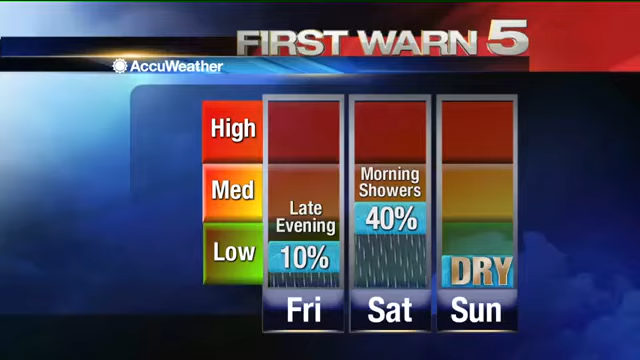 FIRST WARN 5
AccuWeather
High
Med
Low
Late
Evening
10%
Morning
Showers
40%
DRY
Fri
Sat
Sun